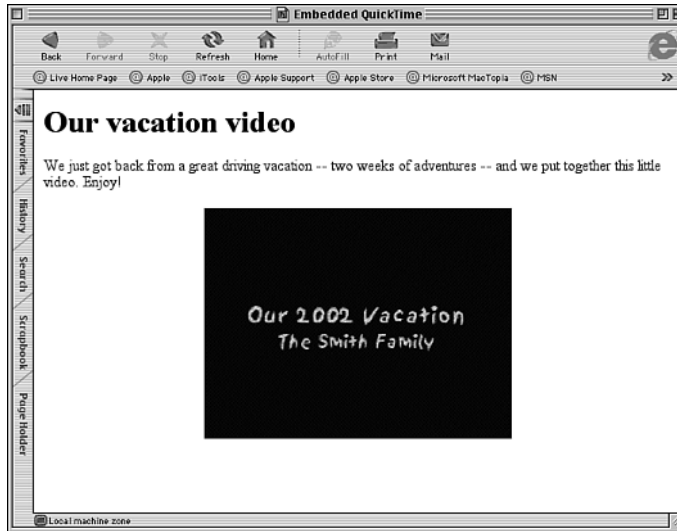 Embedded QuickTime
Back Forward Stop Refresh Home AutoFill Print Mail
Live Home Page Apple iTools Apple Support Apple Store Microsoft MacTopia MSN
Favorites
History
Search
Scrapbook
Page Holder
Our vacation video
We just got back from a great driving vacation -- two weeks of adventures -- and we put together this little
video. Enjoy!
Our 2002 Vacation
The Smith Family
Local machine zone